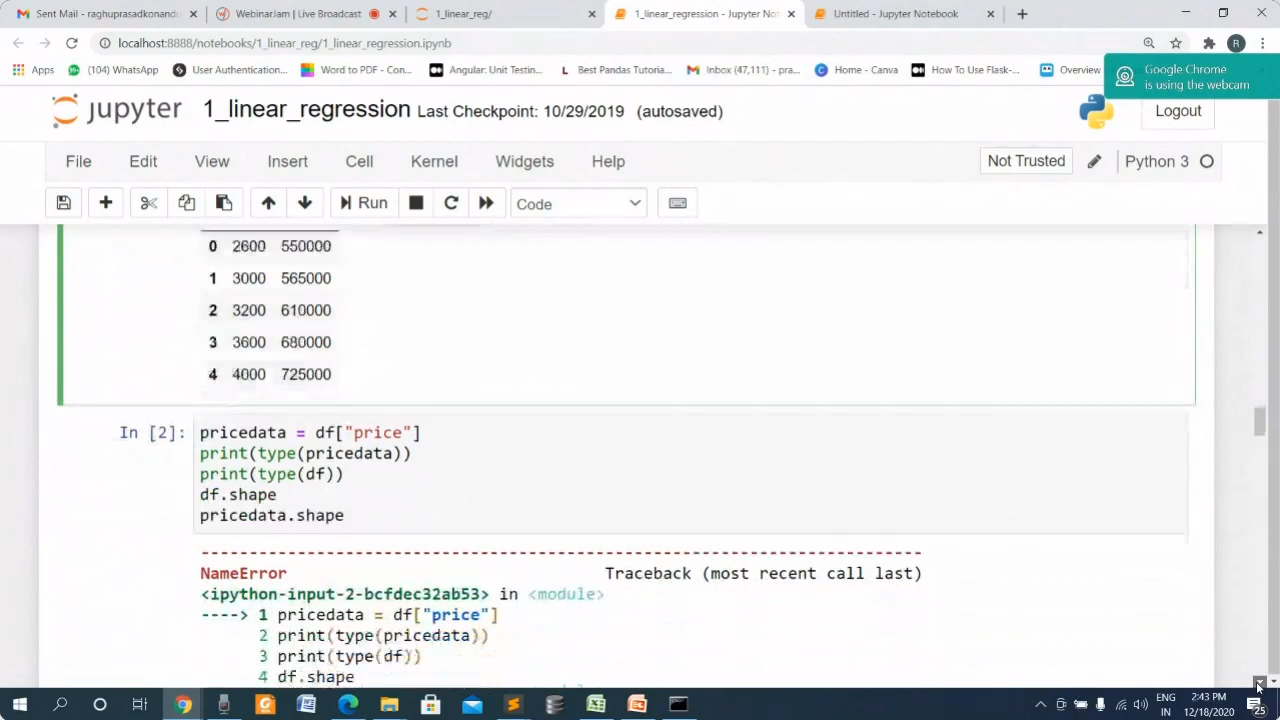 Sent Mail - raghuprasadkonandu
WebinarJam | Live Broadcast
1_linear_reg/
1_linear_regression - Jupyter Not
Untitled - Jupyter Notebook
localhost:8888/notebooks/1_linear_reg/1_linear_regression.ipynb
R
Apps
(104) WhatsApp
User Authentication...
Word to PDF - Con...
Angular: Unit Testin...
Best Pandas Tutoria...
Inbox (47,111) - pra...
Home - Canva
How To Use Flask-...
Overview
Google Chrome
is using the webcam
jupyter
1_linear_regression Last Checkpoint: 10/29/2019 (autosaved)
Logout
File Edit View Insert Cell Kernel Widgets Help
Not Trusted
Python 3
Run
Code
0 2600 550000
1 3000 565000
2 3200 610000
3 3600 680000
4 4000 725000
In [2]: pricedata = df["price"]
print(type(pricedata))
print(type(df))
df.shape
pricedata.shape
---------------------------------------------------------------------------
NameError Traceback (most recent call last)
<ipython-input-2-bcfdec32ab53> in <module>
----> 1 pricedata = df["price"]
2 print(type(pricedata))
3 print(type(df))
4 df.shape
ENG
IN
2:43 PM
12/18/2020
25